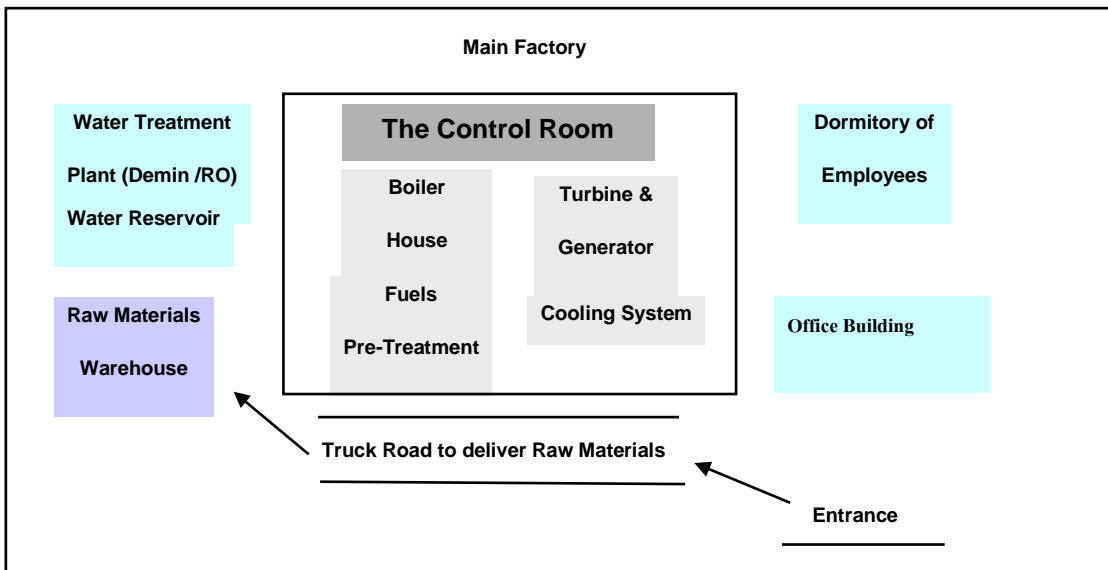 Main Factory
Water Treatment
Plant (Demin /RO)
Water Reservoir
The Control Room
Boiler
House
Fuels
Pre-Treatment
Turbine &
Generator
Cooling System
Dormitory of
Employees
Raw Materials
Warehouse
Office Building
Truck Road to deliver Raw Materials
Entrance